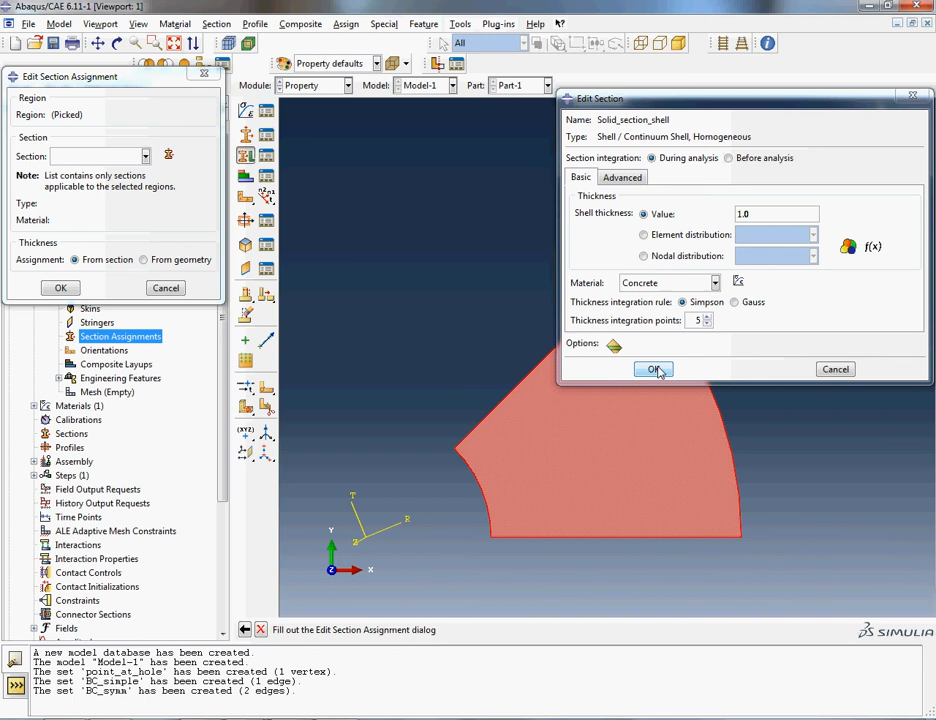 Abaqus/CAE 6.11-1 [Viewport: 1]
File Model Viewport View Material Section Profile Composite Assign Special Feature Tools Plug-ins Help
All
Property defaults
Module: Property Model: Model-1 Part: Part-1
Edit Section Assignment
Region
Region: (Picked)
Section
Section:
Note: List contains only sections
applicable to the selected regions.
Type:
Material:
Thickness
Assignment: From section From geometry
OK Cancel
Edit Section
Name: Solid_section_shell
Type: Shell / Continuum Shell, Homogeneous
Section integration: During analysis Before analysis
Basic Advanced
Thickness
Shell thickness: Value: 1.0
Element distribution:
f(x)
Nodal distribution:
Material: Concrete
Thickness integration rule: Simpson Gauss
Thickness integration points: 5
Options:
OK Cancel
Skins
Stringers
Section Assignments
Orientations
Composite Layups
Engineering Features
Mesh (Empty)
Materials (1)
Calibrations
Sections
Profiles
Assembly
Steps (1)
Field Output Requests
History Output Requests
Time Points
ALE Adaptive Mesh Constraints
Interactions
Interaction Properties
Contact Controls
Contact Initializations
Constraints
Connector Sections
Fields
(XYZ)
T
R
Z
Y
Z X
Fill out the Edit Section Assignment dialog
SIMULIA
A new model database has been created.
The model "Model-1" has been created.
The set 'point_at_hole' has been created (1 vertex).
The set 'BC_simple' has been created (1 edge).
The set 'BC_symm' has been created (2 edges).
>>>